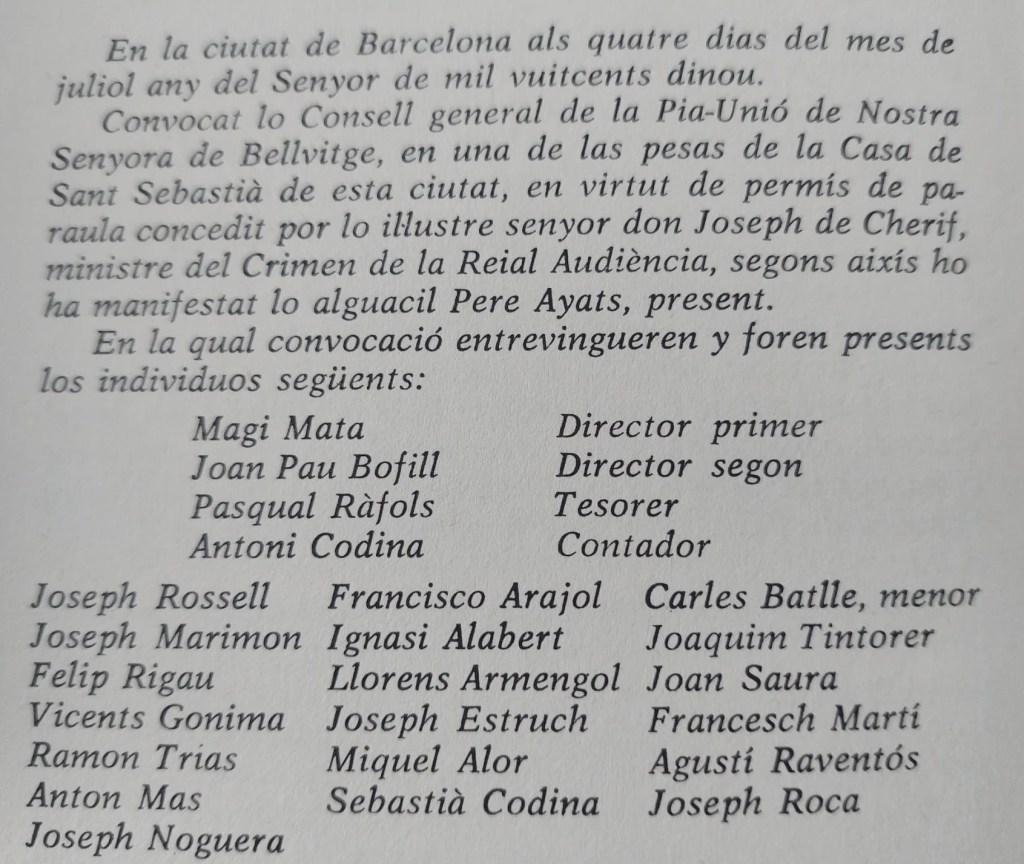 En la ciutat de Barcelona als quatre dias del mes de
juliol any del Senyor de mil vuitcents dinou.
Convocat lo Consell general de la Pia-Unió de Nostra
Senyora de Bellvitge, en una de las pesas de la Casa de
Sant Sebastià de esta ciutat, en virtut de permís de pa-
raula concedit por lo iŀlustre senyor don Joseph de Cherif,
ministre del Crimen de la Reial Audiència, segons aixís ho
ha manifestat lo alguacil Pere Ayats, present.
En la qual convocació entrevingueren y foren presents
los individuos següents:
Magi Mata Director primer
Joan Pau Bofill Director segon
Pasqual Ràfols Tesorer
Antoni Codina Contador
Joseph Rossell Francisco Arajol Carles Batlle, menor
Joseph Marimon Ignasi Alabert Joaquim Tintorer
Felip Rigau Llorens Armengol Joan Saura
Vicents Gonima Joseph Estruch Francesch Martí
Ramon Trias Miquel Alor Agustí Raventós
Anton Mas Sebastià Codina Joseph Roca
Joseph Noguera